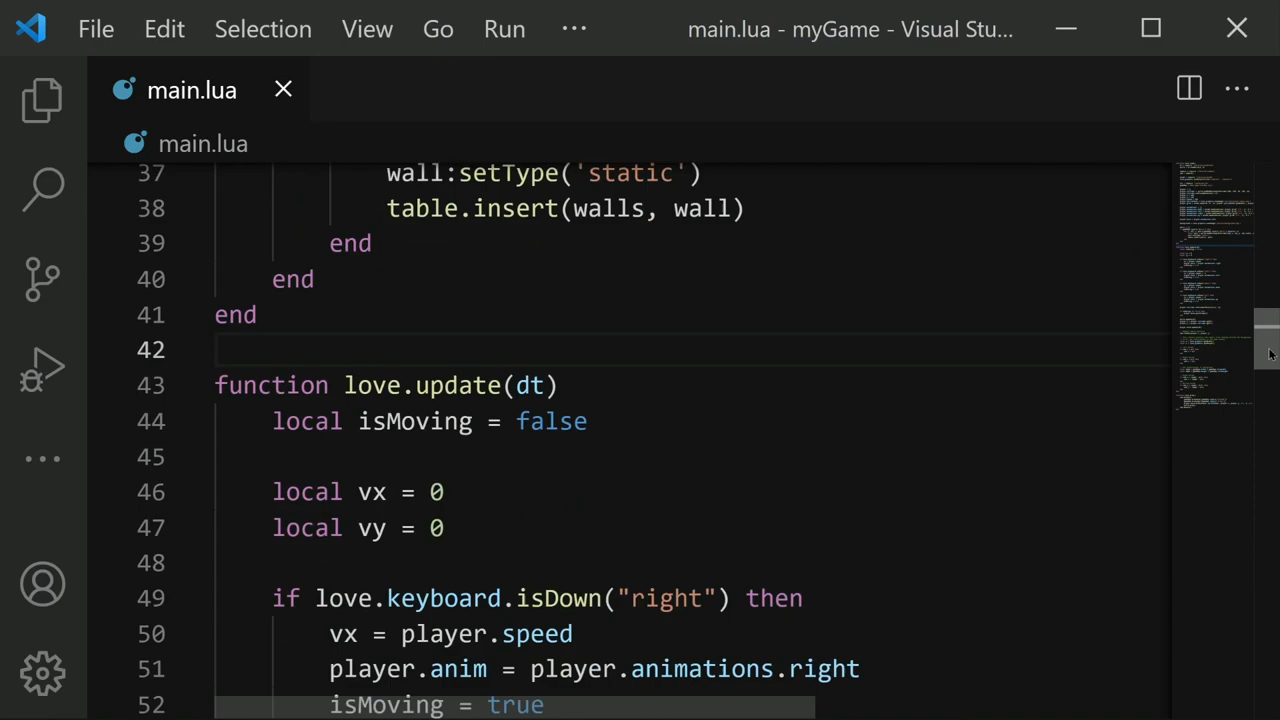 File Edit Selection View Go Run ··· main.lua - myGame - Visual Stu...
main.lua
main.lua
37 wall:setType('static')
38 table.insert(walls, wall)
39 end
40 end
41 end
42
43 function love.update(dt)
44 local isMoving = false
45
46 local vx = 0
47 local vy = 0
48
49 if love.keyboard.isDown("right") then
50 vx = player.speed
51 player.anim = player.animations.right
52 isMoving = true